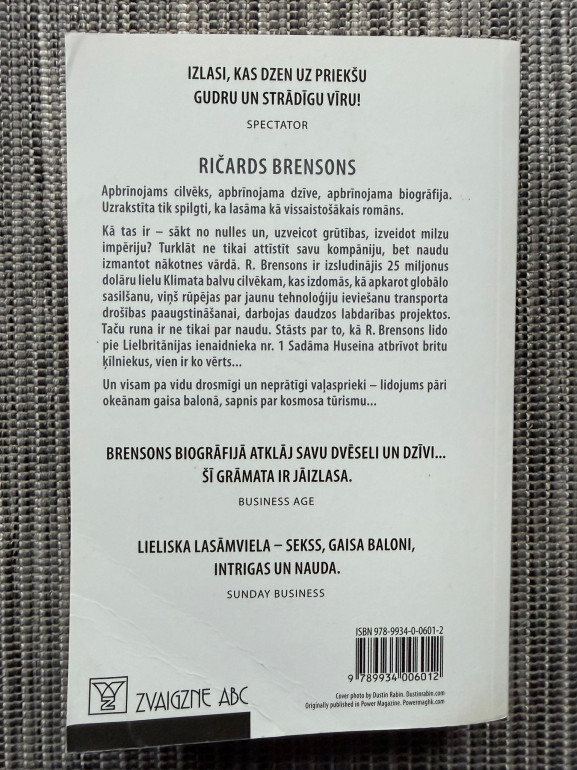 IZLASI, KAS DZEN UZ PRIEKŠU
GUDRU UN STRĀDĪGU VĪRU!
SPECTATOR
RIČARDS BRENSONS
Apbrīnojams cilvēks, apbrīnojama dzīve, apbrīnojama biogrāfija.
Uzrakstīta tik spilgti, ka lasāma kā vissaistošākais romāns.
Kā tas ir – sākt no nulles un, uzveicot grūtības, izveidot milzu
impēriju? Turklāt ne tikai attīstīt savu kompāniju, bet naudu
izmantot nākotnes vārdā. R. Brensons ir izsludinājis 25 miljonus
dolāru lielu Klimata balvu cilvēkam, kas izdomās, kā apkarot globālo
sasilšanu, viņš rūpējas par jaunu tehnoloģiju ieviešanu transporta
drošības paaugstināšanai, darbojas daudzos labdarības projektos.
Taču runa ir ne tikai par naudu. Stāsts par to, kā R. Brensons lido
pie Lielbritānijas ienaidnieka nr. 1 Sadāma Huseina atbrīvot britu
ķīlniekus, vien ir ko vērts...
Un visam pa vidu drosmīgi un neprātīgi vaļasprieki – lidojums pāri
okeānam gaisa balonā, sapnis par kosmosa tūrismu...
BRENSONS BIOGRĀFIJĀ ATKLĀJ SAVU DVĒSELI UN DZĪVI...
ŠĪ GRĀMATA IR JĀIZLASA.
BUSINESS AGE
LIELISKA LASĀMVIELA – SEKSS, GAISA BALONI,
INTRIGAS UN NAUDA.
SUNDAY BUSINESS
ISBN 978-9934-0-0601-2
9 789934 006012
ZVAIGZNE ABC
Cover photo by Dustin Rabin. Dustinrabin.com
Originally published in Power Magazine. Powermaghk.com